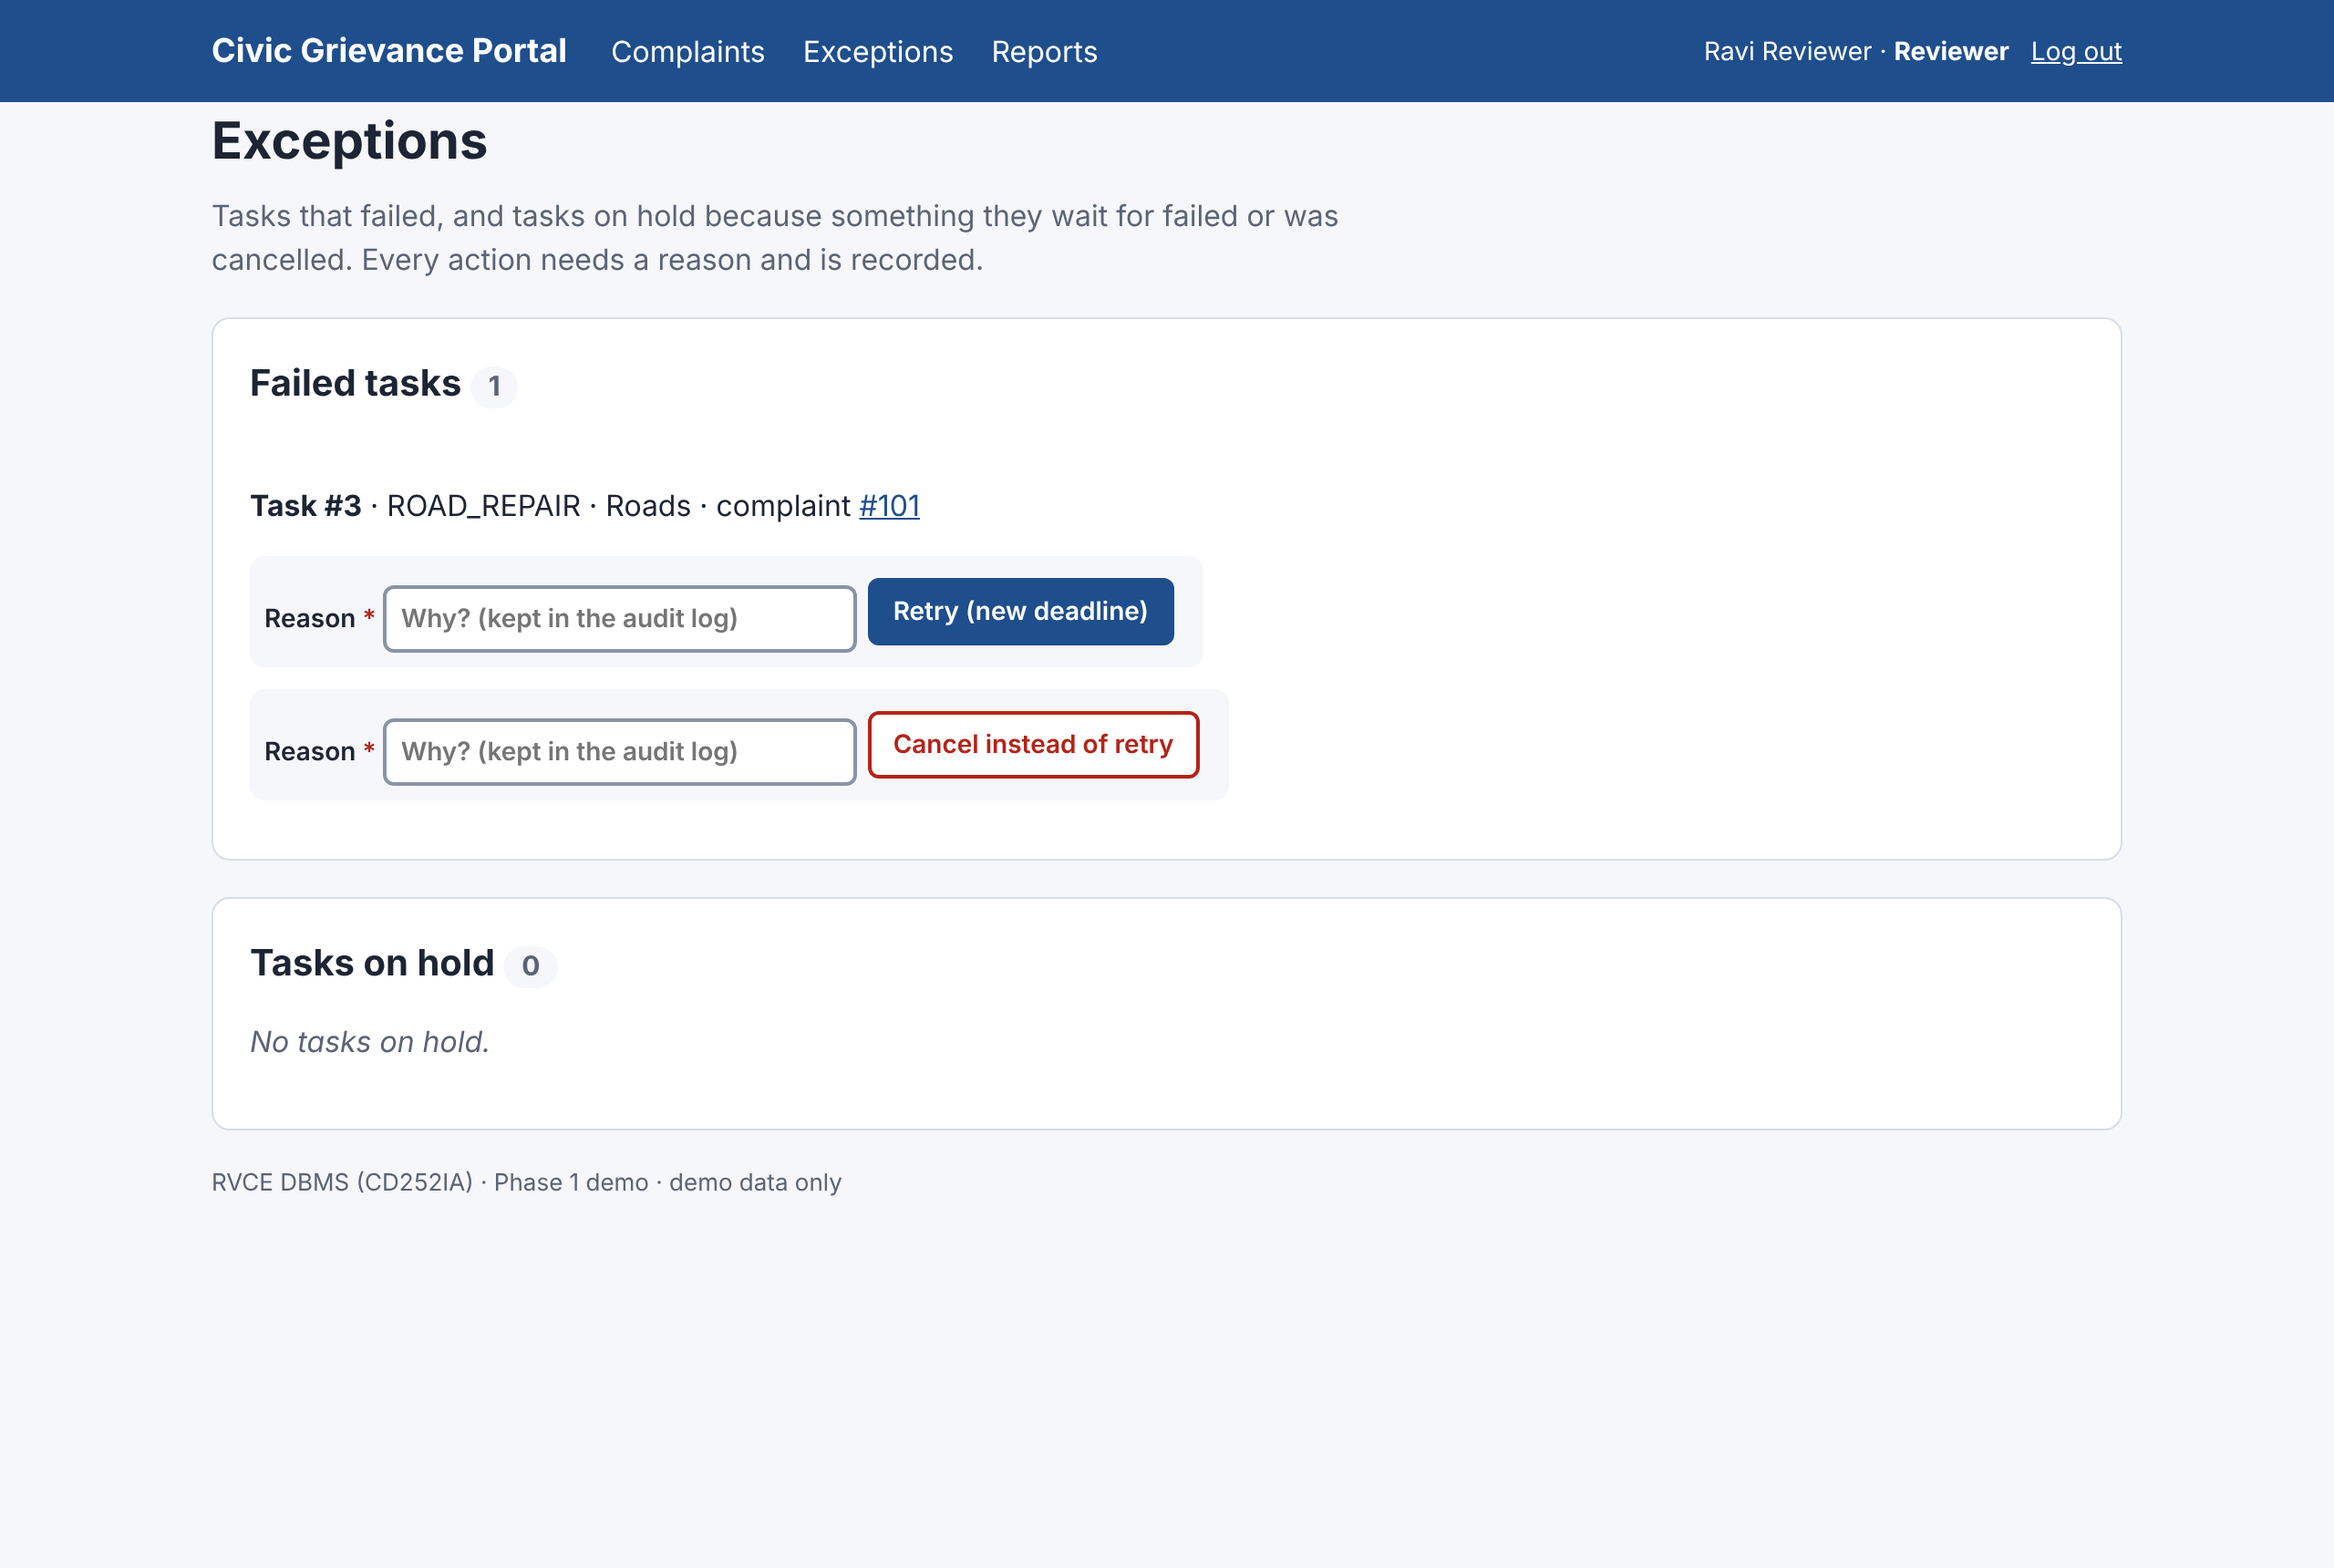 Civic Grievance Portal Complaints Exceptions Reports Ravi Reviewer · Reviewer Log out
Exceptions
Tasks that failed, and tasks on hold because something they wait for failed or was
cancelled. Every action needs a reason and is recorded.
Failed tasks 1
Task #3 · ROAD_REPAIR · Roads · complaint #101
Reason * Why? (kept in the audit log) Retry (new deadline)
Reason * Why? (kept in the audit log) Cancel instead of retry
Tasks on hold 0
No tasks on hold.
RVCE DBMS (CD252IA) · Phase 1 demo · demo data only